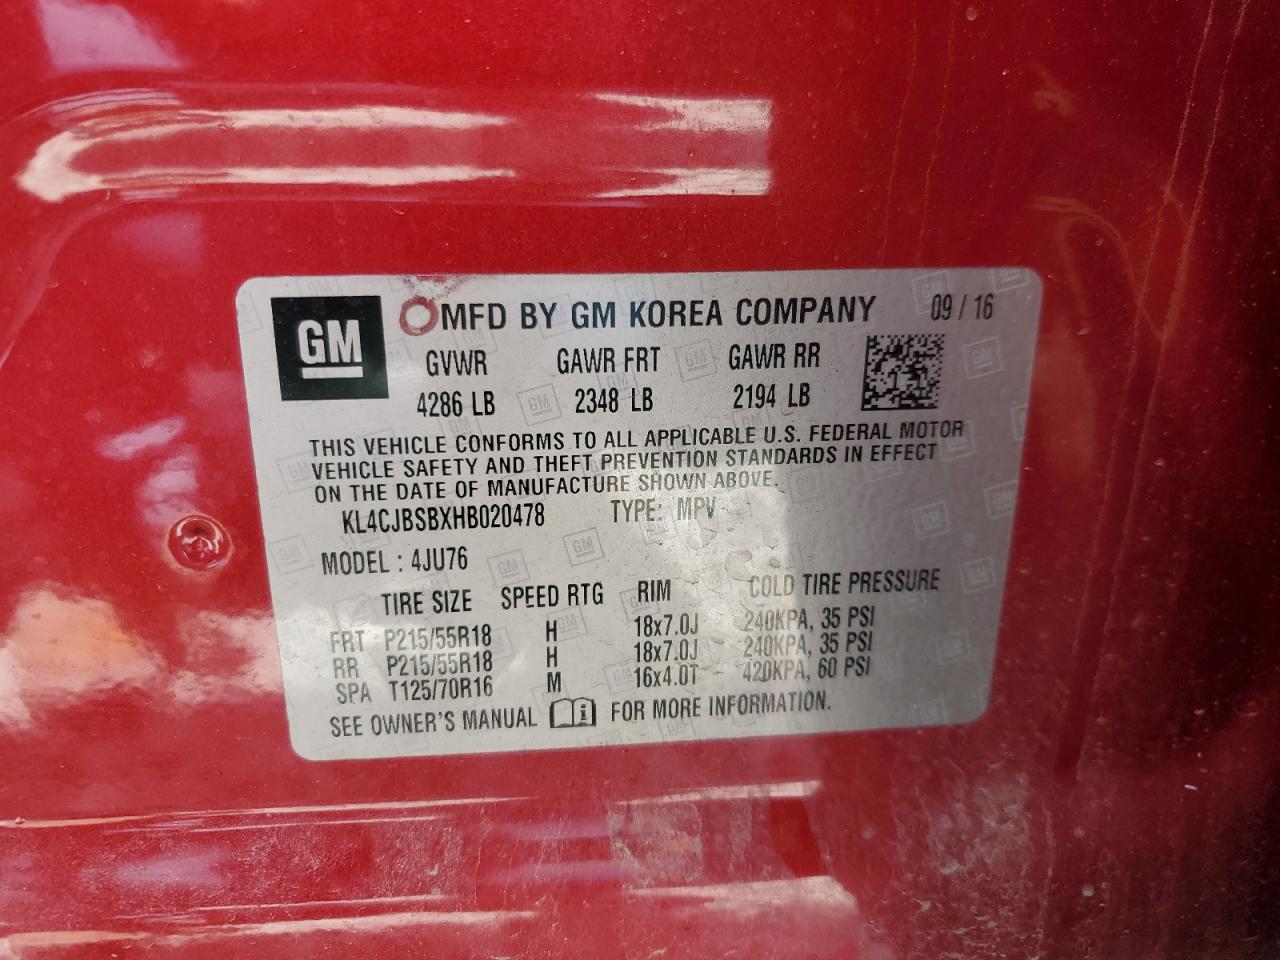 GM
MFD BY GM KOREA COMPANY 09 / 16
GVWR GAWR FRT GAWR RR
4286 LB 2348 LB 2194 LB
THIS VEHICLE CONFORMS TO ALL APPLICABLE U.S. FEDERAL MOTOR
VEHICLE SAFETY AND THEFT PREVENTION STANDARDS IN EFFECT
ON THE DATE OF MANUFACTURE SHOWN ABOVE.
KL4CJBSBXHB020478 TYPE: MPV
MODEL : 4JU76
TIRE SIZE SPEED RTG RIM COLD TIRE PRESSURE
FRT P215/55R18 H 18x7.0J 240KPA, 35 PSI
RR P215/55R18 H 18x7.0J 240KPA, 35 PSI
SPA T125/70R16 M 16x4.0T 420KPA, 60 PSI
SEE OWNER'S MANUAL i FOR MORE INFORMATION.